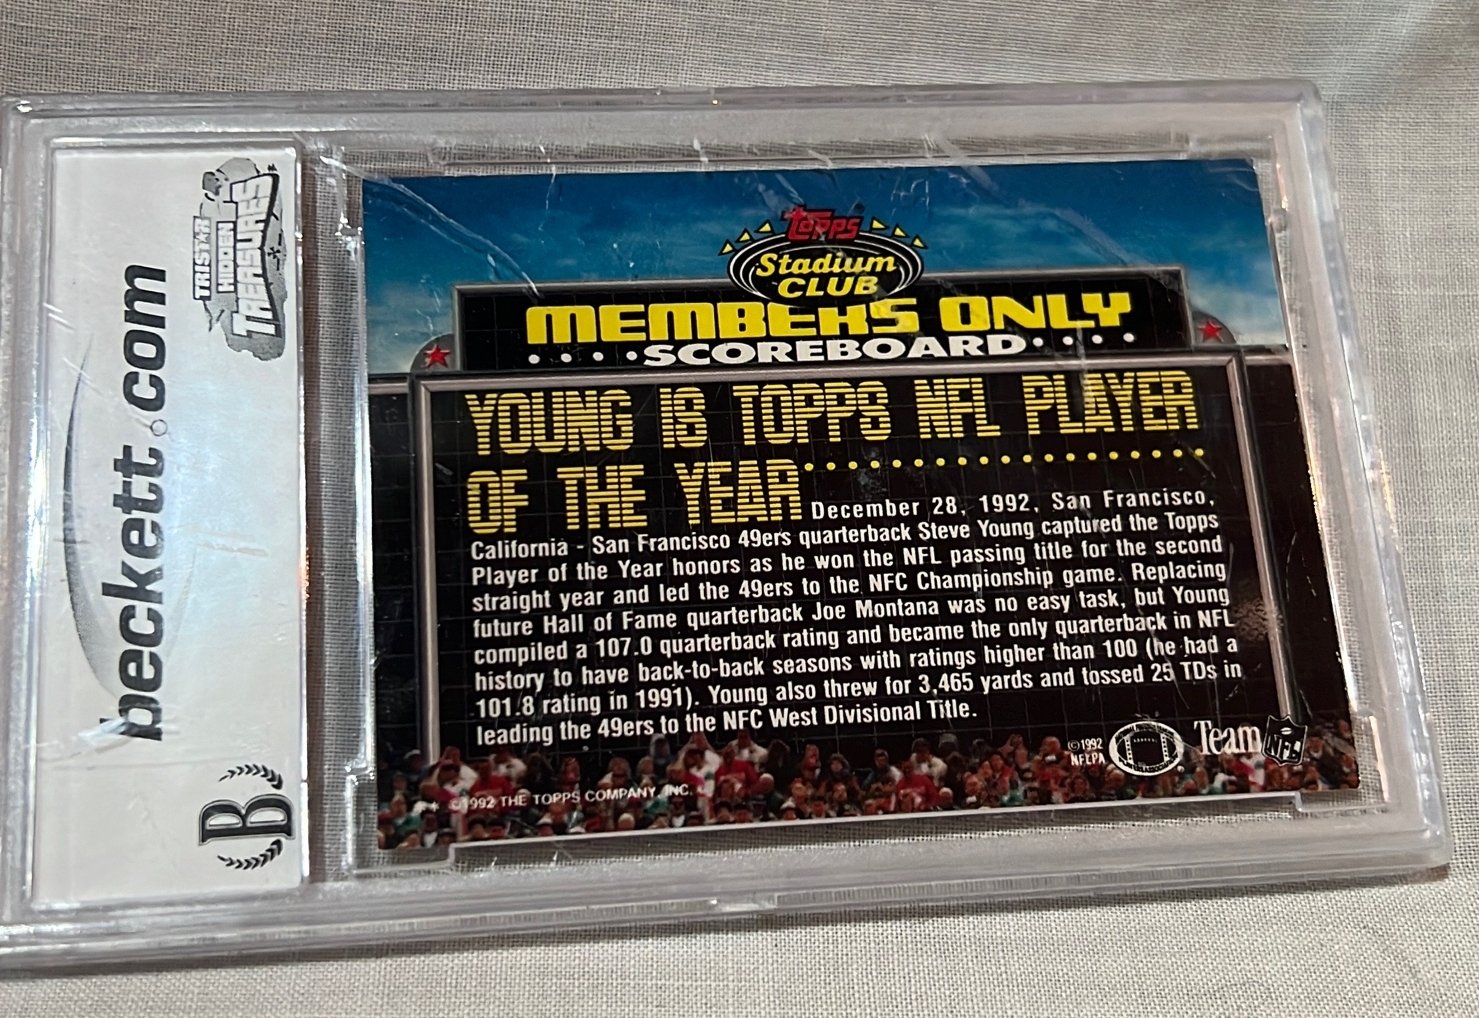 TOPPS
Stadium
CLUB
MEMBERS ONLY
SCOREBOARD
YOUNG IS TOPPS NFL PLAYER
OF THE YEAR
December 28, 1992, San Francisco,
California - San Francisco 49ers quarterback Steve Young captured the Topps
Player of the Year honors as he won the NFL passing title for the second
straight year and led the 49ers to the NFC Championship game. Replacing
future Hall of Fame quarterback Joe Montana was no easy task, but Young
compiled a 107.0 quarterback rating and became the only quarterback in NFL
history to have back-to-back seasons with ratings higher than 100 (he had a
101.8 rating in 1991). Young also threw for 3,465 yards and tossed 25 TDs in
leading the 49ers to the NFC West Divisional Title.
©1992
NFLPA
Team NFL
** ©1992 THE TOPPS COMPANY, INC.
beckett.com
TRISTAR
HIDDEN
TREASURES
B